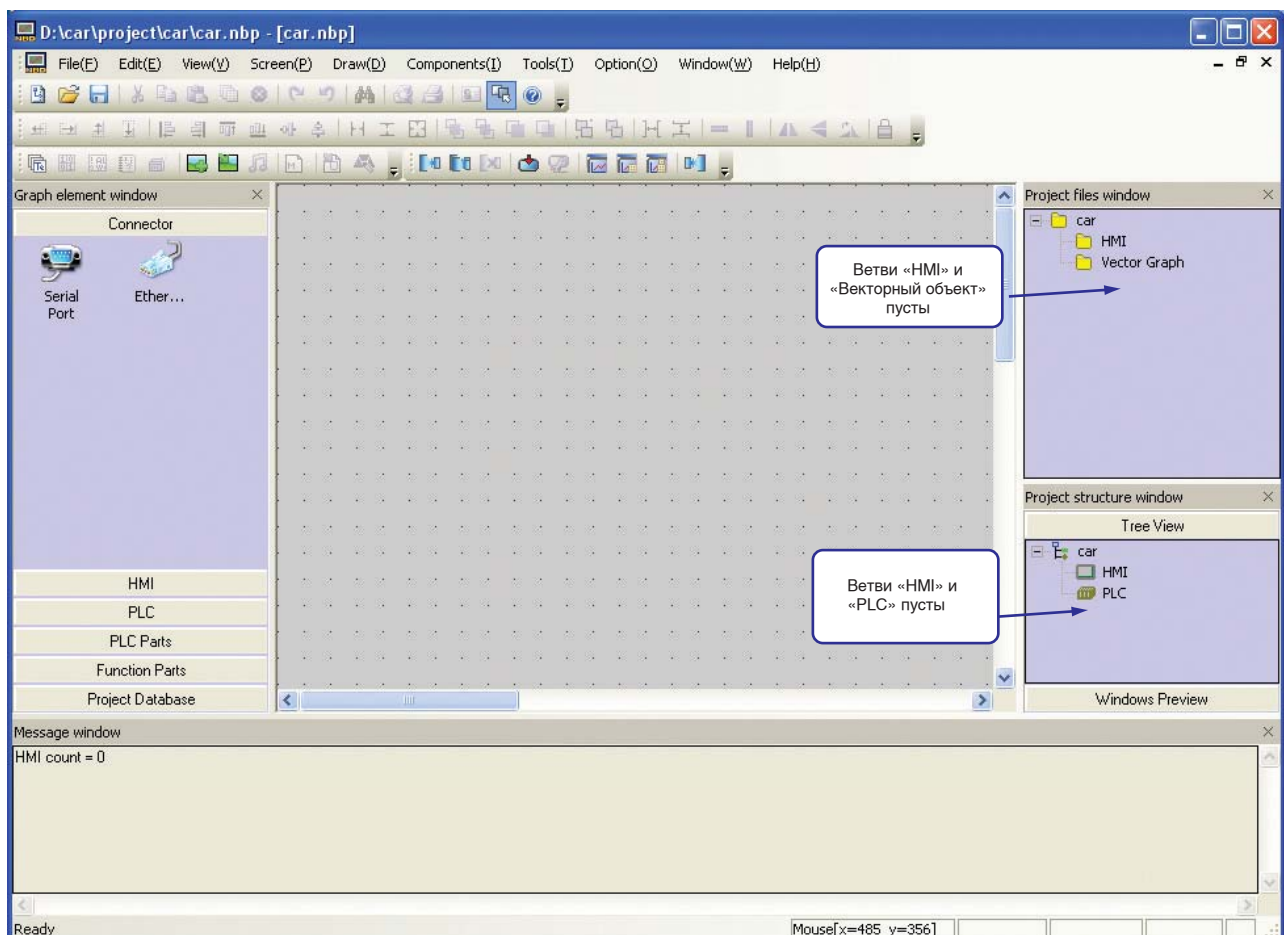 D:\car\project\car\car.nbp - [car.nbp]
File(F) Edit(E) View(V) Screen(P) Draw(D) Components(I) Tools(T) Option(O) Window(W) Help(H)
Graph element window
Connector
Serial Port
Ether...
HMI
PLC
PLC Parts
Function Parts
Project Database
Ветви «HMI» и
«Векторный объект»
пусты
Ветви «HMI» и
«PLC» пусты
Project files window
car
HMI
Vector Graph
Project structure window
Tree View
car
HMI
PLC
Windows Preview
Message window
HMI count = 0
Ready
Mouse[x=485 y=356]